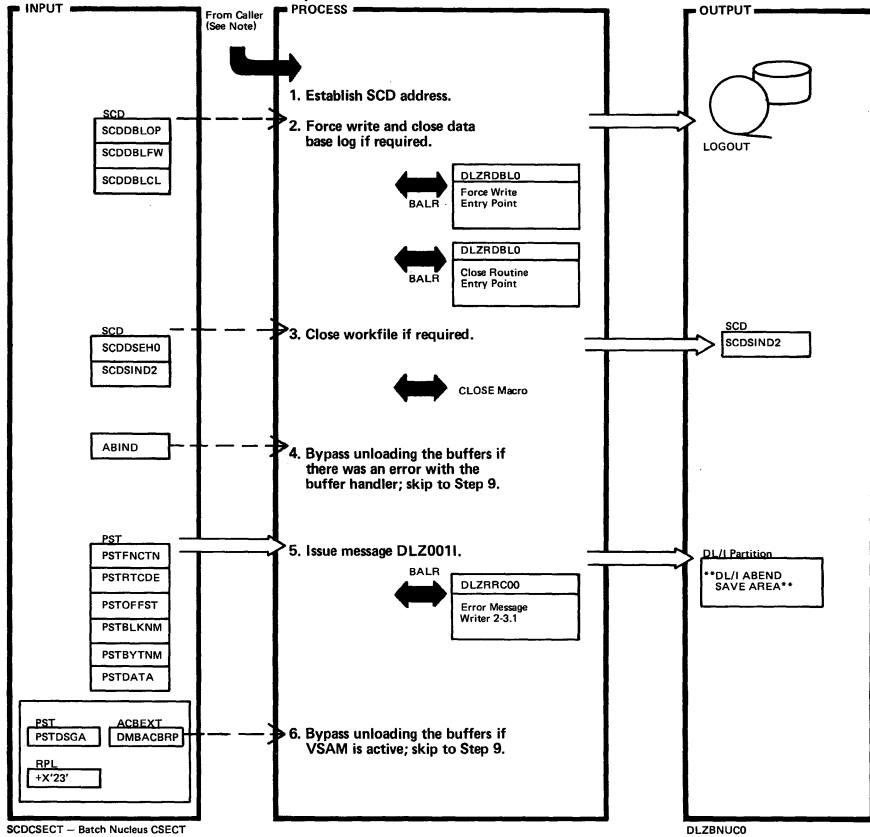 INPUT
From Caller
(See Note)
PROCESS
OUTPUT
1. Establish SCD address.
SCD
SCDDBLOP
SCDDBLFW
SCDDBLCL
2. Force write and close data
base log if required.
LOGOUT
BALR
DLZRDBL0
Force Write
Entry Point
BALR
DLZRDBL0
Close Routine
Entry Point
SCD
SCDDSEH0
SCDSIND2
3. Close workfile if required.
SCD
SCDSIND2
CLOSE Macro
ABIND
4. Bypass unloading the buffers if
there was an error with the
buffer handler; skip to Step 9.
PST
PSTFNCTN
PSTRTCDE
PSTOFFST
PSTBLKNM
PSTBYTNM
PSTDATA
5. Issue message DLZ001I.
BALR
DLZRRC00
Error Message
Writer 2-3.1
DL/I Partition
**DL/I ABEND
SAVE AREA**
PST
PSTDSGA
ACBEXT
DMBACBRP
RPL
+X'23'
6. Bypass unloading the buffers if
VSAM is active; skip to Step 9.
SCDCSECT — Batch Nucleus CSECT
DLZBNUC0